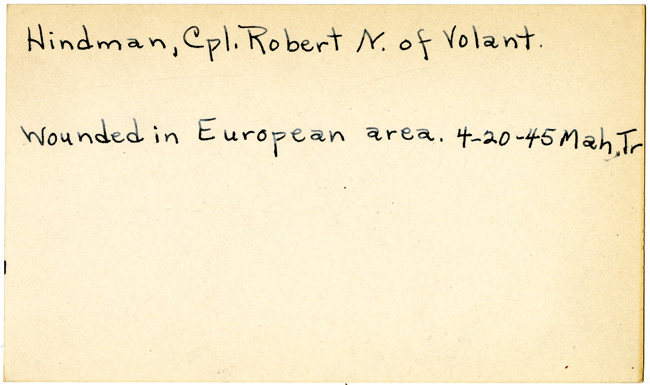 Hindman, Cpl. Robert N. of Volant.
Wounded in European area. 4-20-45 Mah. Tr